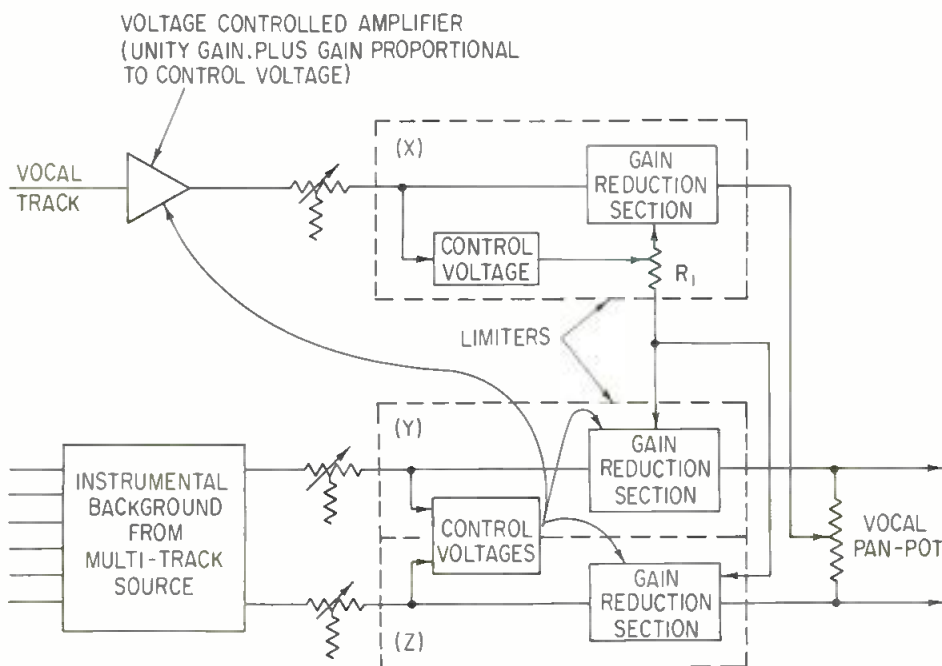 VOLTAGE CONTROLLED AMPLIFIER
(UNITY GAIN.PLUS GAIN PROPORTIONAL
TO CONTROL VOLTAGE)
VOCAL
TRACK
(X)
GAIN
REDUCTION
SECTION
CONTROL
VOLTAGE
R1
LIMITERS
(Y)
GAIN
REDUCTION
SECTION
INSTRUMENTAL
BACKGROUND
FROM
MULTI-TRACK
SOURCE
CONTROL
VOLTAGES
VOCAL
PAN-POT
GAIN
REDUCTION
SECTION
(Z)